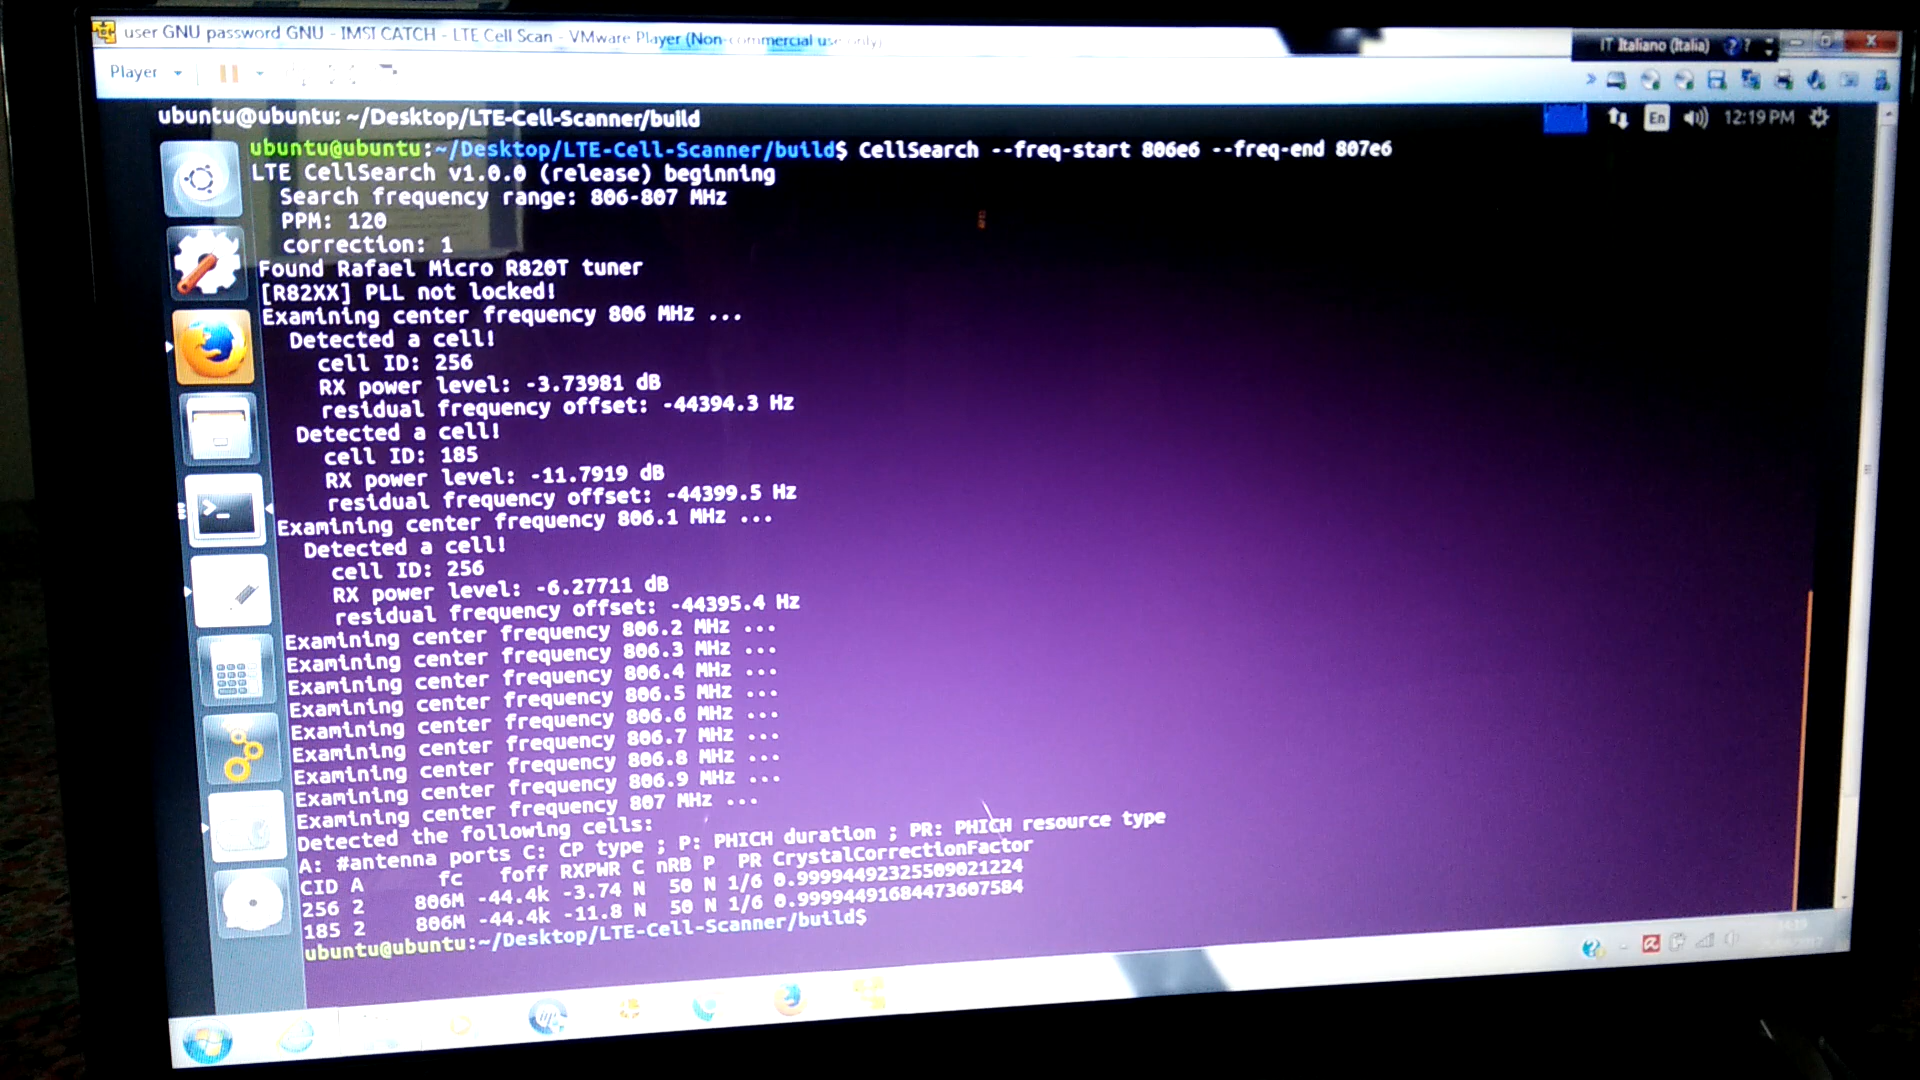 user GNU password GNU - IMSI CATCH - LTE Cell Scan - VMware Player (Non-commercial use only)
IT Italiano (Italia)
Player
ubuntu@ubuntu: ~/Desktop/LTE-Cell-Scanner/build
En
12:19 PM
ubuntu@ubuntu:~/Desktop/LTE-Cell-Scanner/build$ CellSearch --freq-start 806e6 --freq-end 807e6
LTE CellSearch v1.0.0 (release) beginning
Search frequency range: 806-807 MHz
PPM: 120
correction: 1
Found Rafael Micro R820T tuner
[R82XX] PLL not locked!
Examining center frequency 806 MHz ...
Detected a cell!
cell ID: 256
RX power level: -3.73981 dB
residual frequency offset: -44394.3 Hz
Detected a cell!
cell ID: 185
RX power level: -11.7919 dB
residual frequency offset: -44399.5 Hz
Examining center frequency 806.1 MHz ...
Detected a cell!
cell ID: 256
RX power level: -6.27711 dB
residual frequency offset: -44395.4 Hz
Examining center frequency 806.2 MHz ...
Examining center frequency 806.3 MHz ...
Examining center frequency 806.4 MHz ...
Examining center frequency 806.5 MHz ...
Examining center frequency 806.6 MHz ...
Examining center frequency 806.7 MHz ...
Examining center frequency 806.8 MHz ...
Examining center frequency 806.9 MHz ...
Examining center frequency 807 MHz ...
Detected the following cells:
A: #antenna ports C: CP type ; P: PHICH duration ; PR: PHICH resource type
CID A fc foff RXPWR C nRB P PR CrystalCorrectionFactor
256 2 806M -44.4k -3.74 N 50 N 1/6 0.99994492325509021224
185 2 806M -44.4k -11.8 N 50 N 1/6 0.99994491684473607584
ubuntu@ubuntu:~/Desktop/LTE-Cell-Scanner/build$